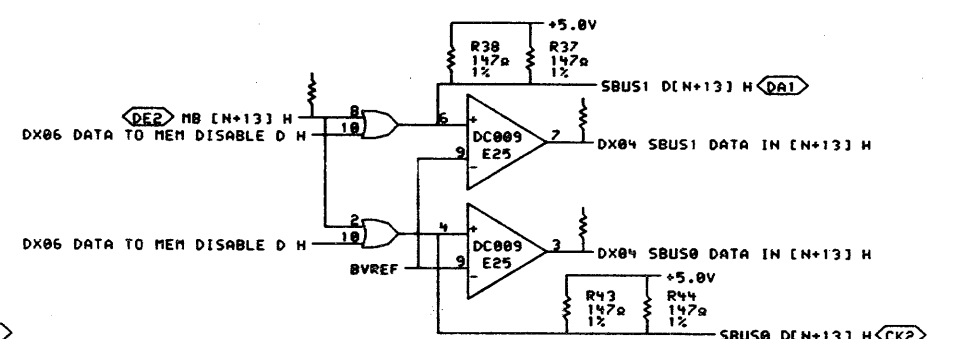 +5.0V
R38 R37
147Ω 147Ω
1% 1%
SBUS1 D[N+13] H DA1
DE2 MB [N+13] H 8
DX06 DATA TO MEM DISABLE D H 10
6 +
DC009 7 DX04 SBUS1 DATA IN [N+13] H
9 E25
-
2
DX06 DATA TO MEM DISABLE D H 10
4 +
DC009 3 DX04 SBUS0 DATA IN [N+13] H
BVREF 9 E25
-
+5.0V
R43 R44
147Ω 147Ω
1% 1%
SBUS0 D[N+13] H CK2